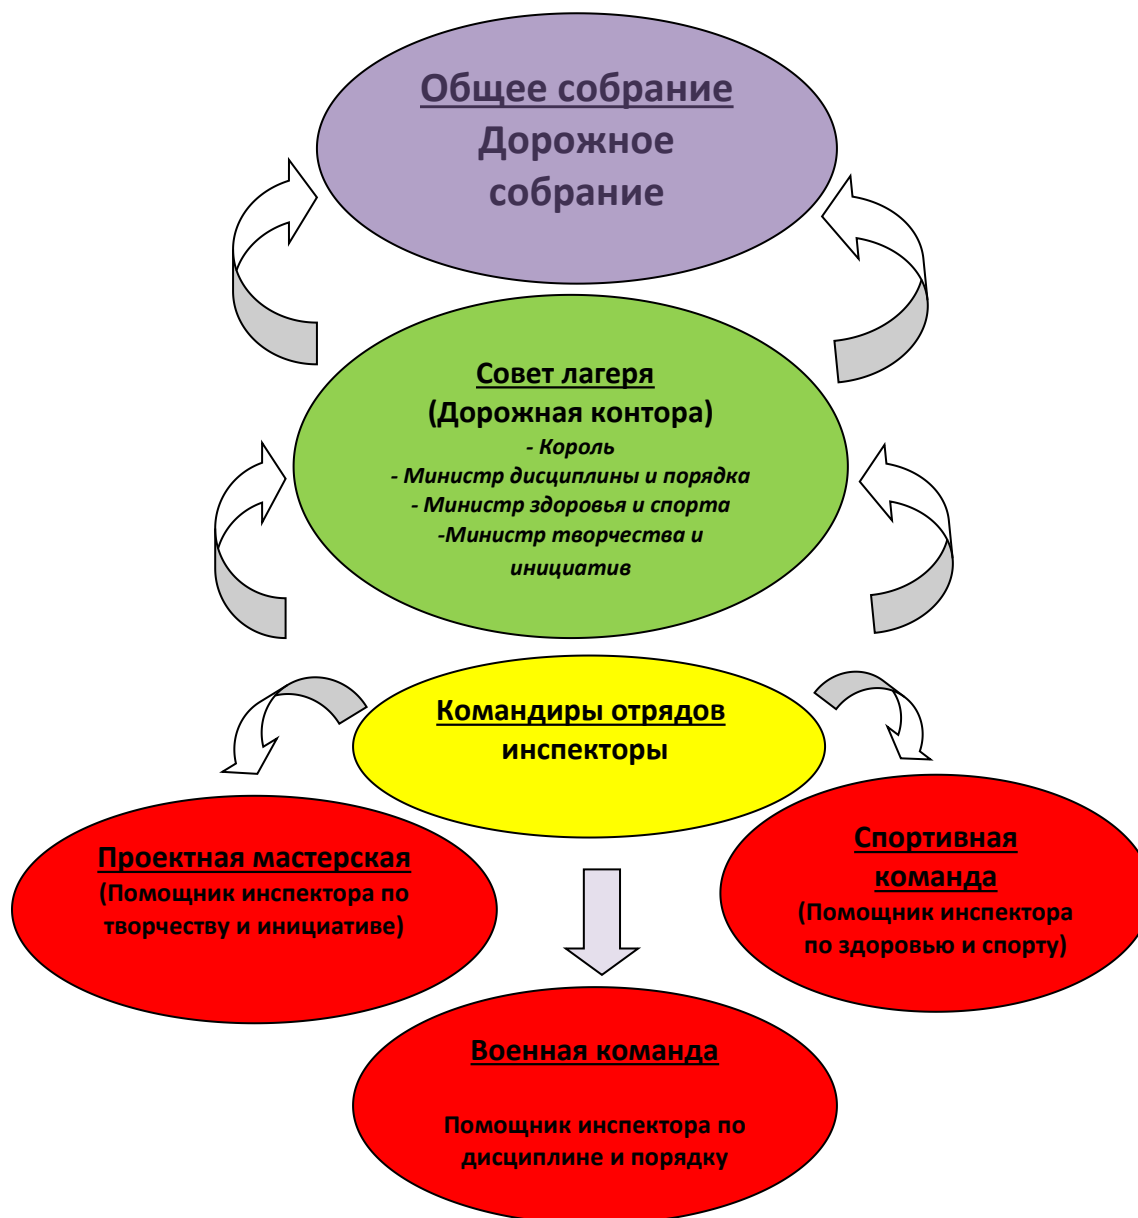 Общее собрание
Дорожное
собрание
Совет лагеря
(Дорожная контора)
- Король
- Министр дисциплины и порядка
- Министр здоровья и спорта
-Министр творчества и
инициатив
Командиры отрядов
инспекторы
Проектная мастерская
(Помощник инспектора по
творчеству и инициативе)
Спортивная
команда
(Помощник инспектора
по здоровью и спорту)
Военная команда
Помощник инспектора по
дисциплине и порядку